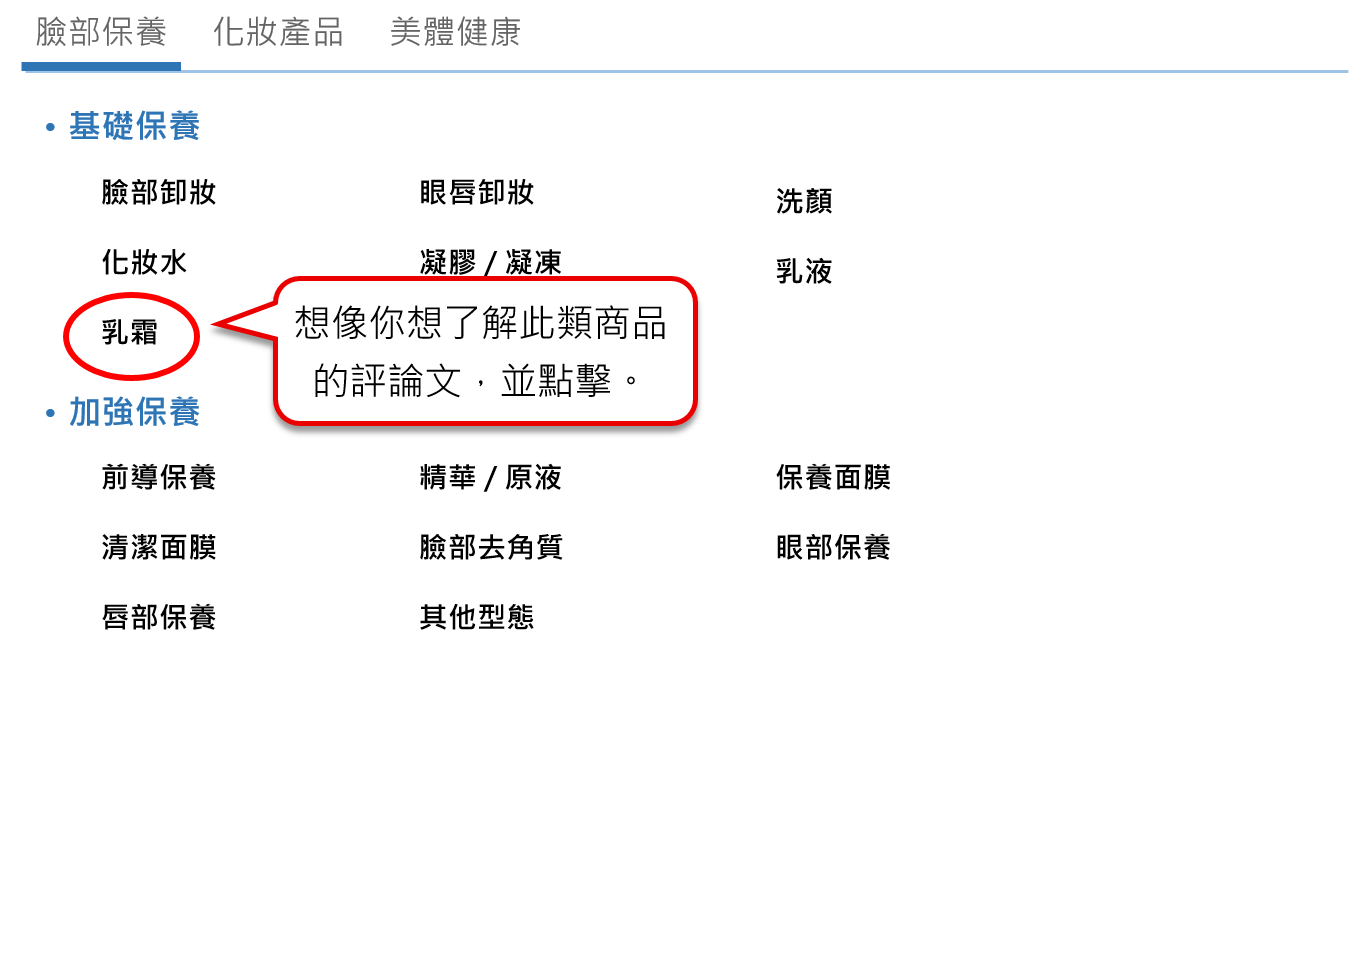 臉部保養 化妝產品 美體健康
• 基礎保養
臉部卸妝 眼唇卸妝 洗顏
化妝水 凝膠 / 凝凍 乳液
乳霜
想像你想了解此類商品
的評論文，並點擊。
• 加強保養
前導保養 精華 / 原液 保養面膜
清潔面膜 臉部去角質 眼部保養
唇部保養 其他型態